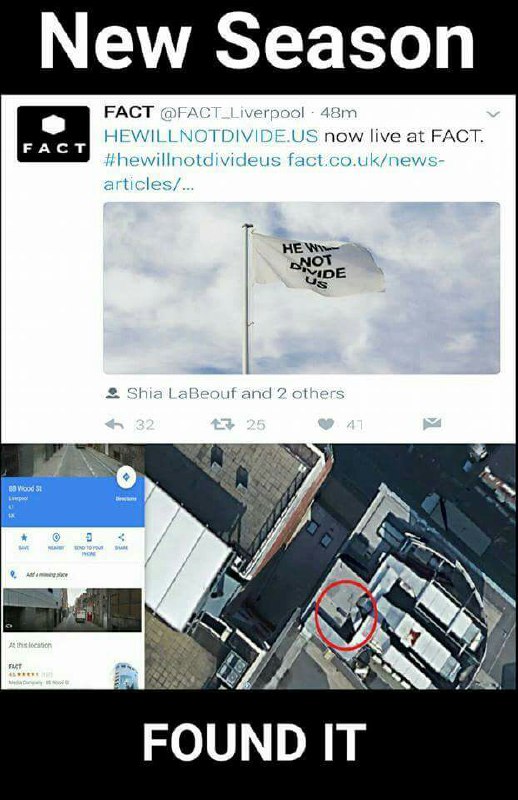 New Season
FACT @FACT_Liverpool · 48m
HEWILLNOTDIVIDE.US now live at FACT.
#hewillnotdivideus fact.co.uk/news-
articles/...
FACT
HE WILL
NOT
DIVIDE
US
Shia LaBeouf and 2 others
32 25 41
88 Wood St
Liverpool
L1
UK
Directions
SAVE NEARBY SEND TO YOUR PHONE SHARE
Add a missing place
At this location
FACT
Media Company · 88 Wood St
FOUND IT